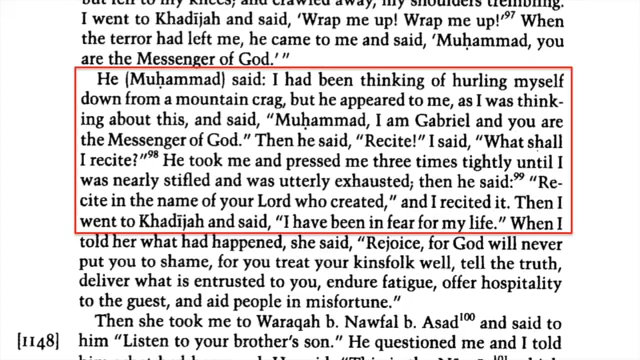 but fell to my knees; and crawled away, my shoulders trembling.
I went to Khadījah and said, 'Wrap me up! Wrap me up!'97 When
the terror had left me, he came to me and said, 'Muḥammad, you
are the Messenger of God.'"
He (Muḥammad) said: I had been thinking of hurling myself
down from a mountain crag, but he appeared to me, as I was think-
ing about this, and said, "Muḥammad, I am Gabriel and you are
the Messenger of God." Then he said, "Recite!" I said, "What shall
I recite?"98 He took me and pressed me three times tightly until I
was nearly stifled and was utterly exhausted; then he said:99 "Re-
cite in the name of your Lord who created," and I recited it. Then I
went to Khadījah and said, "I have been in fear for my life." When I
told her what had happened, she said, "Rejoice, for God will never
put you to shame, for you treat your kinsfolk well, tell the truth,
deliver what is entrusted to you, endure fatigue, offer hospitality
to the guest, and aid people in misfortune."
Then she took me to Waraqah b. Nawfal b. Asad100 and said to
[1148] him "Listen to your brother's son." He questioned me and I told